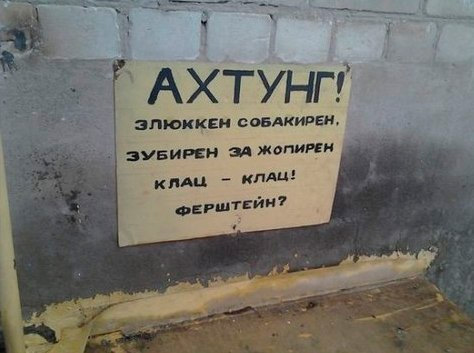 АХТУНГ!
ЗЛЮККЕН СОБАКИРЕН,
ЗУБИРЕН ЗА ЖОПИРЕН
КЛАЦ - КЛАЦ!
ФЕРШТЕЙН?